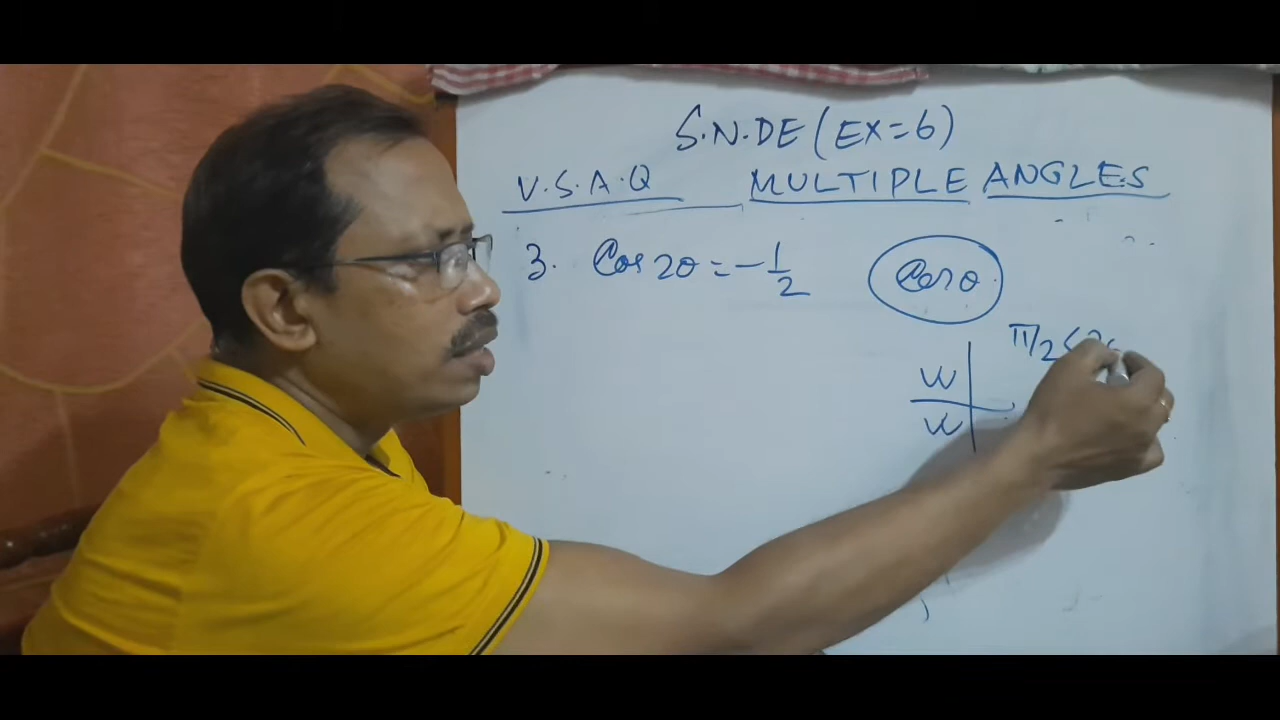 S.N.DE (EX=6)
V.S.A.Q MULTIPLE ANGLES
3. Cos 2θ = -1/2 Cos θ
π/2 <